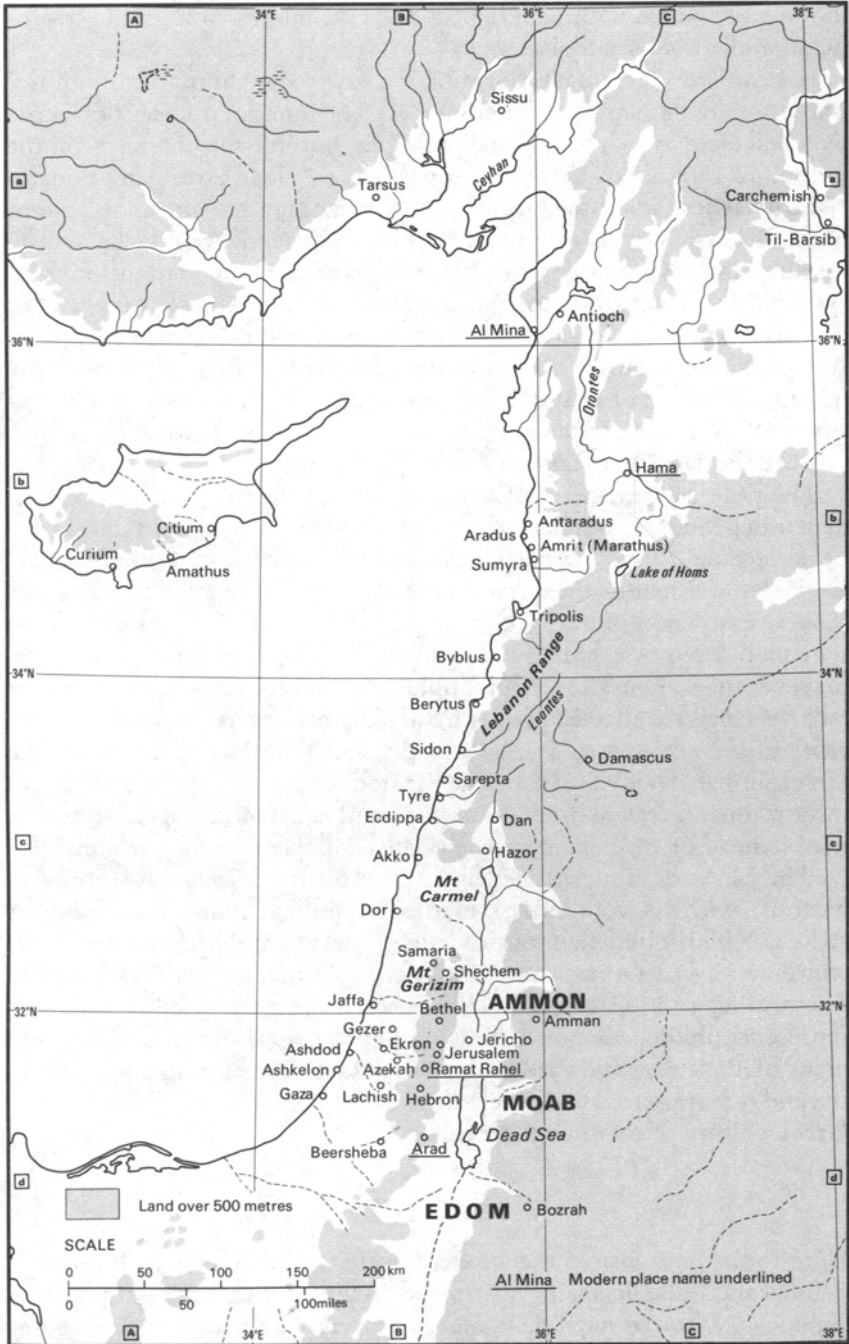 34°E
36°E
38°E
A
B
C
Sissu
Ceyhan
a
a
Tarsus
Carchemish
Til-Barsib
Antioch
Al Mina
36°N
36°N
Orontes
Hama
b
b
Citium
Antaradus
Aradus
Curium
Amathus
Amrit (Marathus)
Sumyra
Lake of Homs
Tripolis
Byblus
34°N
34°N
Lebanon Range
Berytus
Leontes
Sidon
Damascus
Sarepta
Tyre
Ecdippa
Dan
c
c
Akko
Hazor
Mt
Carmel
Dor
Samaria
Mt
Gerizim
Shechem
Jaffa
AMMON
32°N
32°N
Bethel
Amman
Gezer
Jericho
Ekron
Ashdod
Jerusalem
Ashkelon
Azekah
Ramat Rahel
Gaza
Lachish
Hebron
MOAB
Dead Sea
Beersheba
Arad
d
d
Land over 500 metres
EDOM
Bozrah
SCALE
0 50 100 150 200 km
0 50 100miles
Al Mina Modern place name underlined
A
34°E
B
36°E
C
38°E